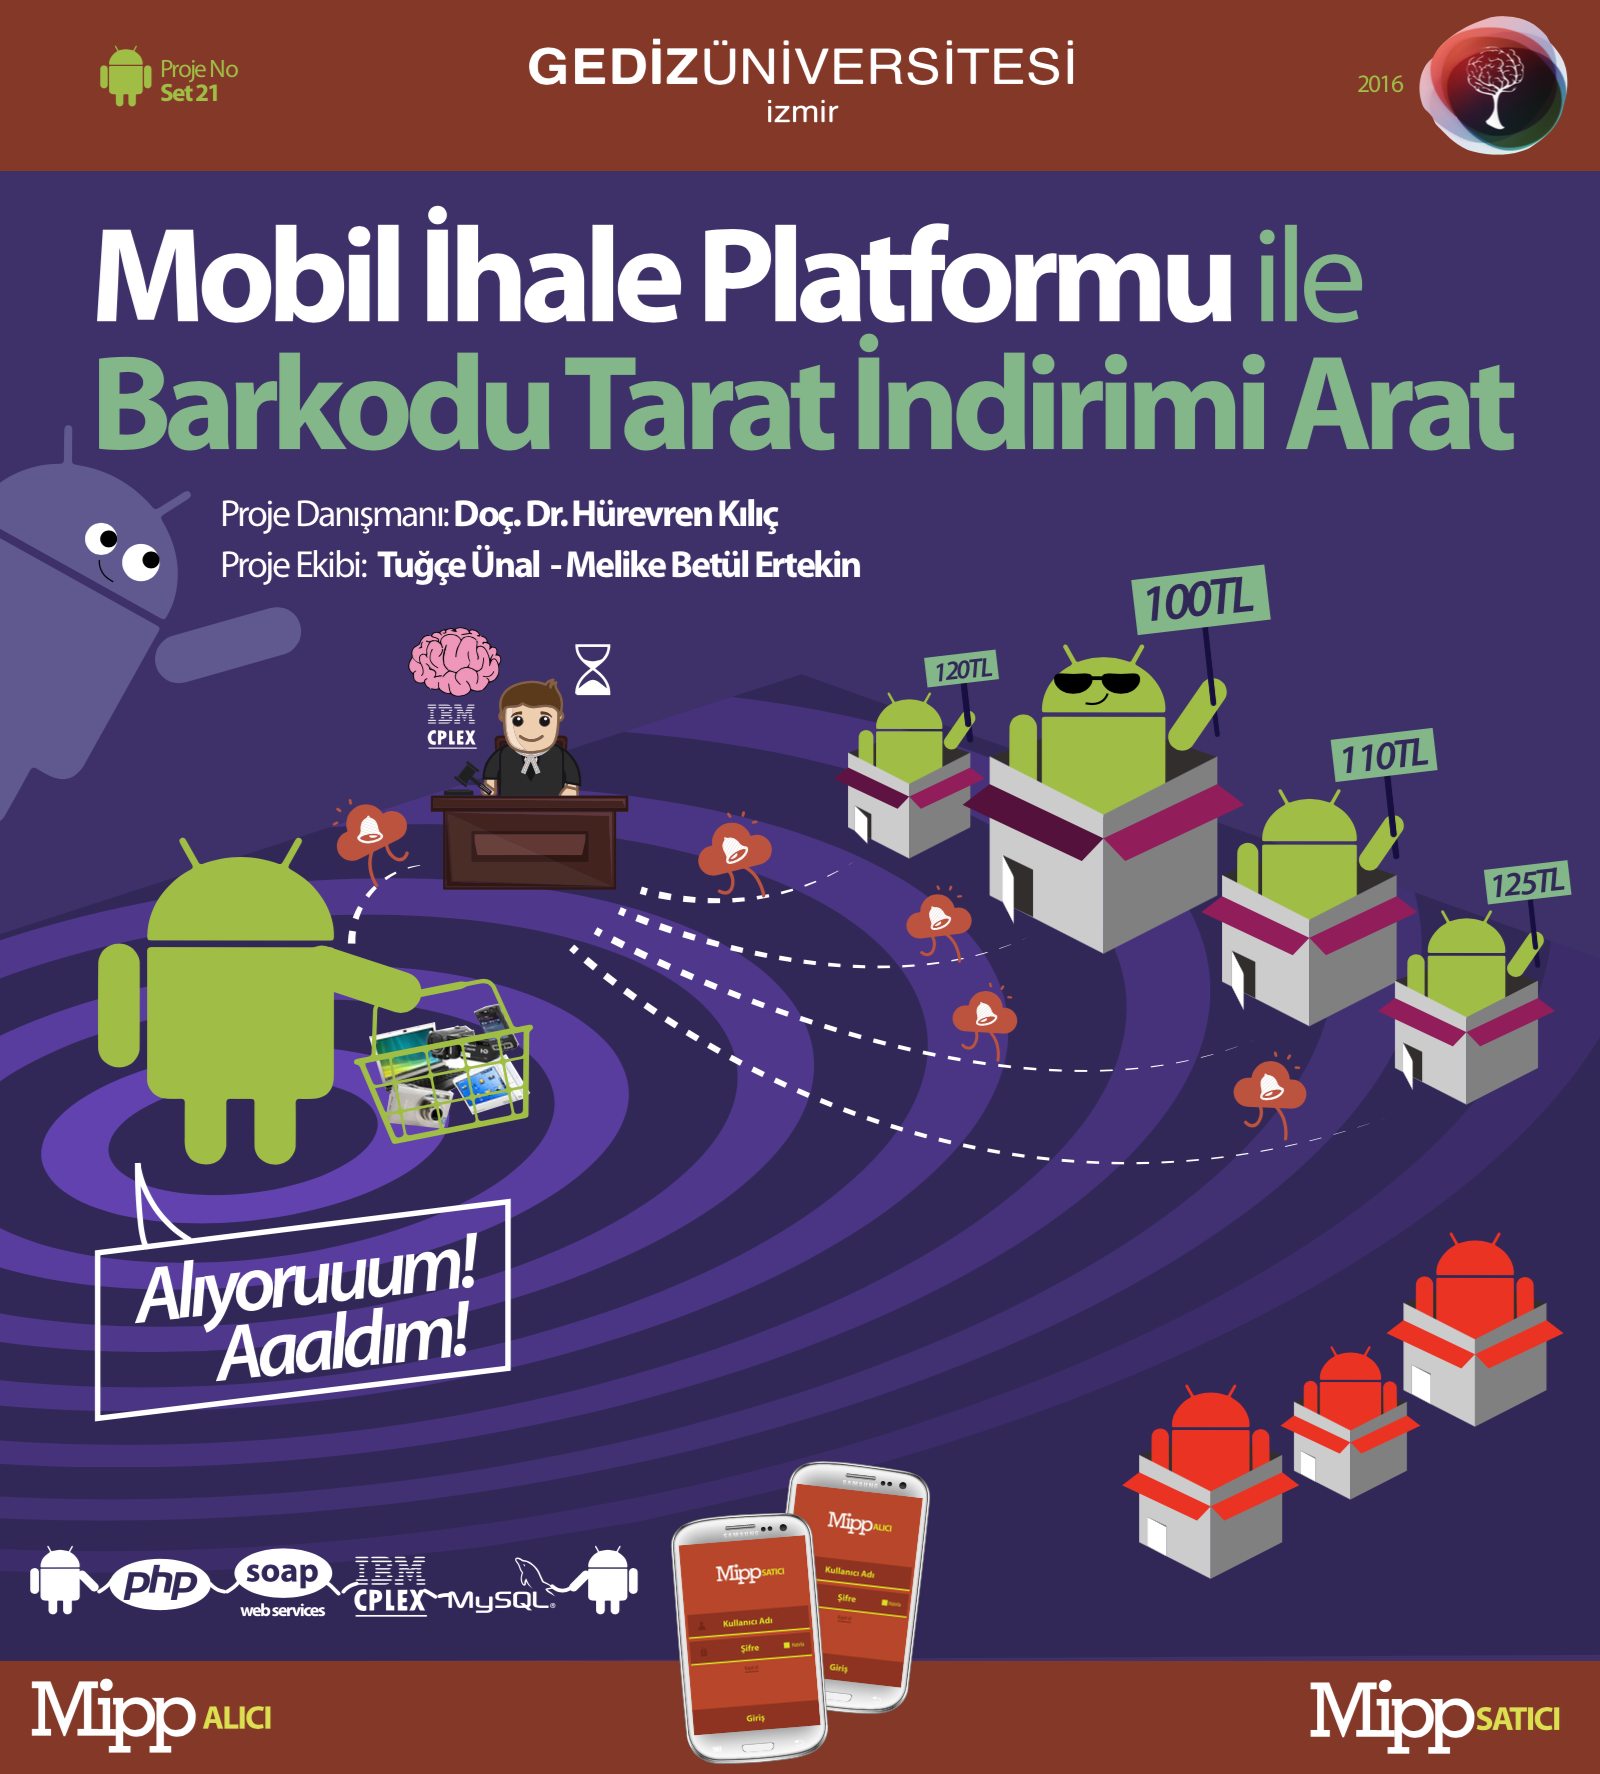 Proje No
Set 21
GEDİZÜNİVERSİTESİ
izmir
2016
Mobil İhale Platformu ile
Barkodu Tarat İndirimi Arat
Proje Danışmanı: Doç. Dr. Hürevren Kılıç
Proje Ekibi: Tuğçe Ünal - Melike Betül Ertekin
100TL
120TL
110TL
125TL
IBM
CPLEX
Alıyoruuum!
Aaaldım!
php
soap
web services
IBM
CPLEX
MySQL®
SAMSUNG
Mipp ALICI
Kullanıcı Adı
Şifre
Giriş
SAMSUNG
Mipp SATICI
Kullanıcı Adı
Şifre
Giriş
Mipp ALICI
Mipp SATICI